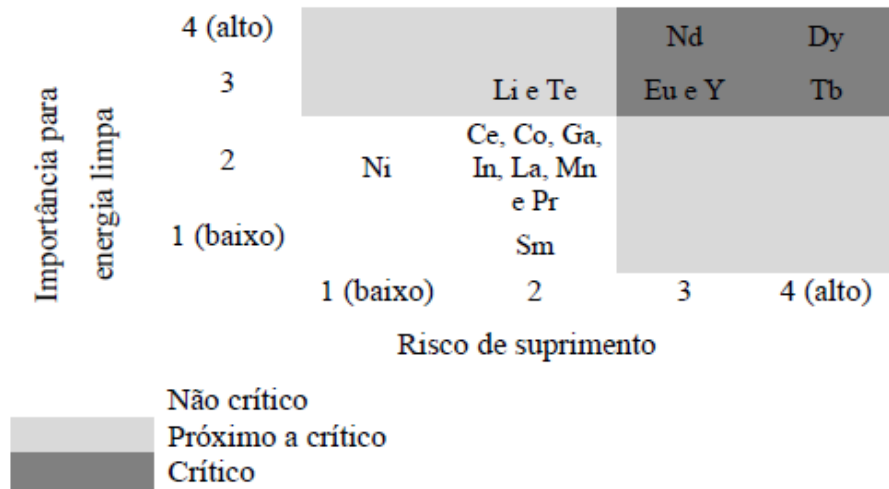 4 (alto) Nd Dy
3 Li e Te Eu e Y Tb
Ce, Co, Ga,
2 Ni In, La, Mn
e Pr
1 (baixo) Sm
1 (baixo) 2 3 4 (alto)
Importância para
energia limpa
Risco de suprimento
Não crítico
Próximo a crítico
Crítico